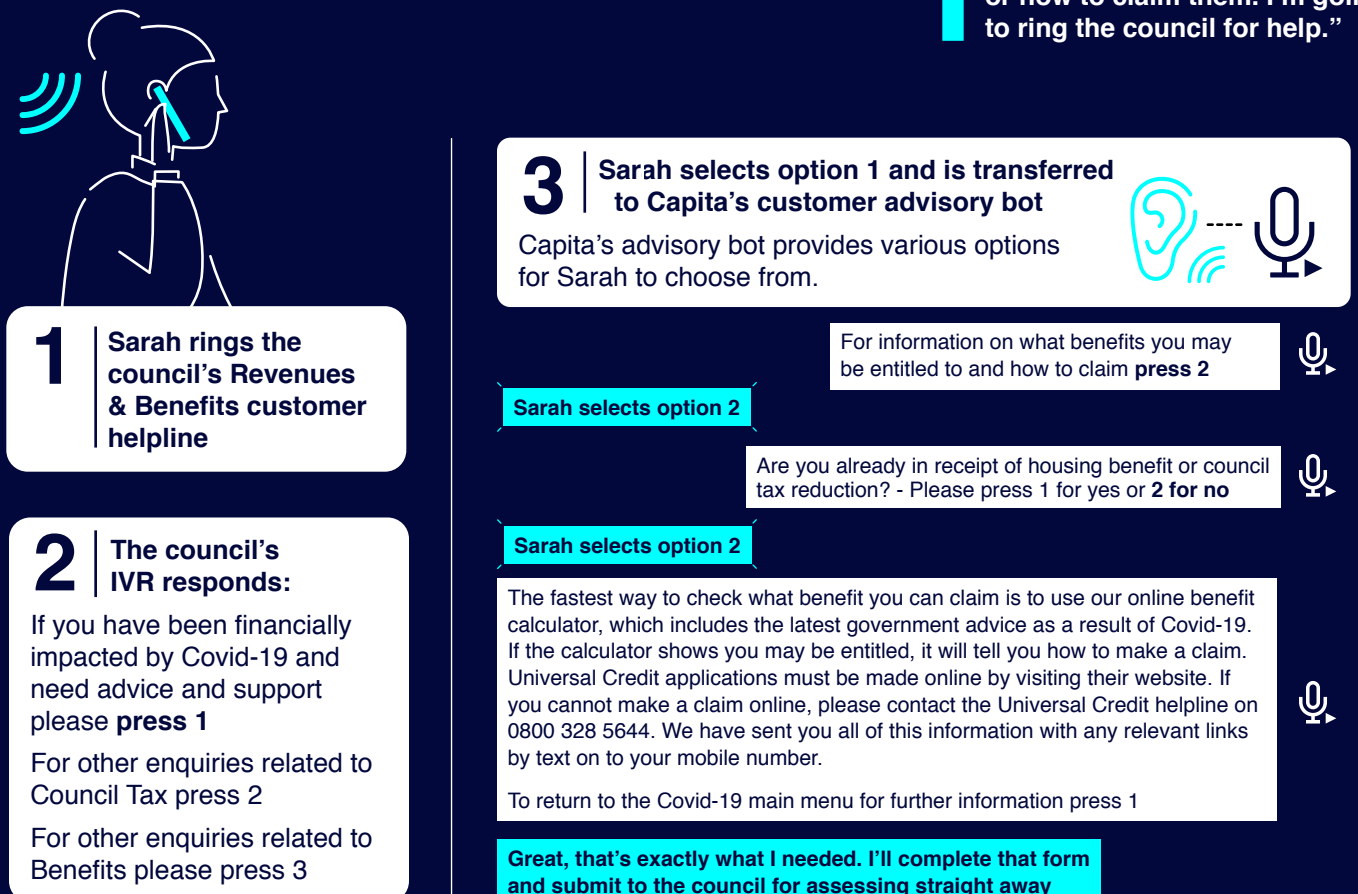 to ring the council for help.”
1
Sarah rings the
council’s Revenues
& Benefits customer
helpline
2
The council’s
IVR responds:
If you have been financially
impacted by Covid-19 and
need advice and support
please press 1
For other enquiries related to
Council Tax press 2
For other enquiries related to
Benefits please press 3
3
Sarah selects option 1 and is transferred
to Capita’s customer advisory bot
Capita’s advisory bot provides various options
for Sarah to choose from.
For information on what benefits you may
be entitled to and how to claim press 2
Sarah selects option 2
Are you already in receipt of housing benefit or council
tax reduction? - Please press 1 for yes or 2 for no
Sarah selects option 2
The fastest way to check what benefit you can claim is to use our online benefit
calculator, which includes the latest government advice as a result of Covid-19.
If the calculator shows you may be entitled, it will tell you how to make a claim.
Universal Credit applications must be made online by visiting their website. If
you cannot make a claim online, please contact the Universal Credit helpline on
0800 328 5644. We have sent you all of this information with any relevant links
by text on to your mobile number.
To return to the Covid-19 main menu for further information press 1
Great, that’s exactly what I needed. I’ll complete that form
and submit to the council for assessing straight away